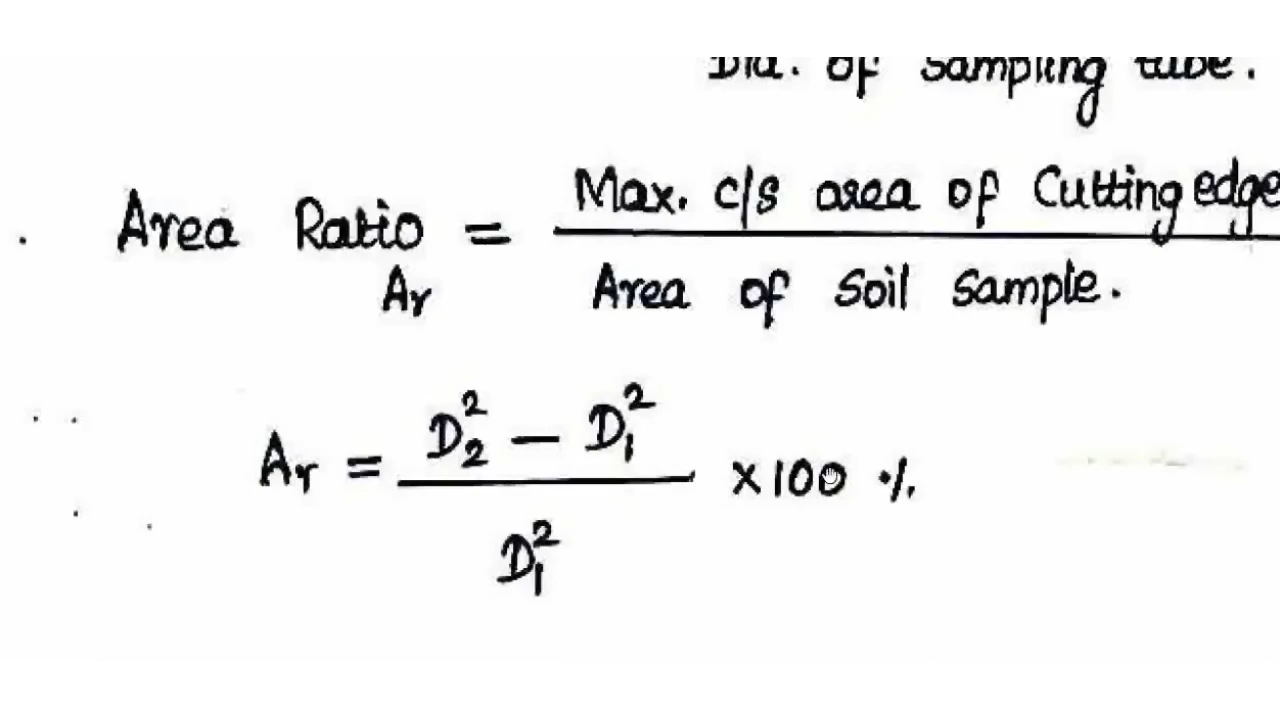 Dia. of Sampling tube.
Area Ratio = Max. c/s area of Cutting edge
Ar Area of Soil Sample.
Ar = D₂² − D₁² ×100 %
D₁²